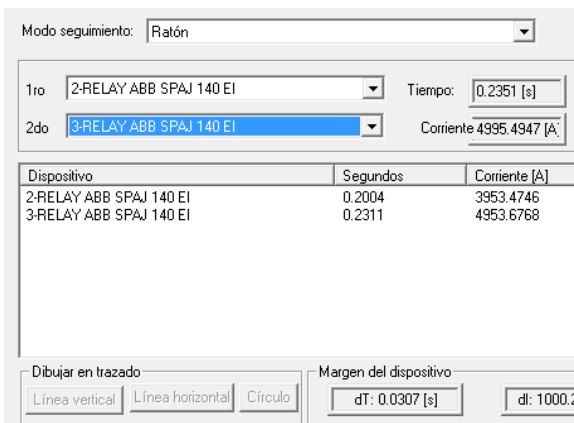 Modo seguimiento: Ratón
1ro 2-RELAY ABB SPAJ 140 EI Tiempo: 0.2351 [s]
2do 3-RELAY ABB SPAJ 140 EI Corriente 4995.4947 [A]
Dispositivo Segundos Corriente [A]
2-RELAY ABB SPAJ 140 EI 0.2004 3953.4746
3-RELAY ABB SPAJ 140 EI 0.2311 4953.6768
Dibujar en trazado Margen del dispositivo
Línea vertical Línea horizontal Círculo dT: 0.0307 [s] dI: 1000.2